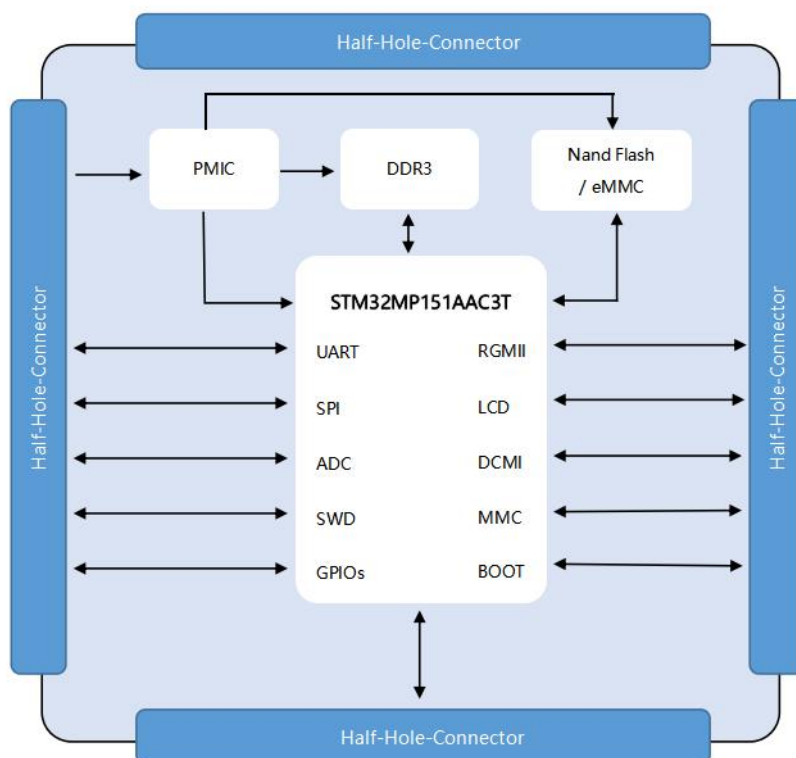 Half-Hole-Connector
PMIC
DDR3
Nand Flash
/ eMMC
Half-Hole-Connector
Half-Hole-Connector
STM32MP151AAC3T
UART
RGMII
SPI
LCD
ADC
DCMI
SWD
MMC
GPIOs
BOOT
Half-Hole-Connector